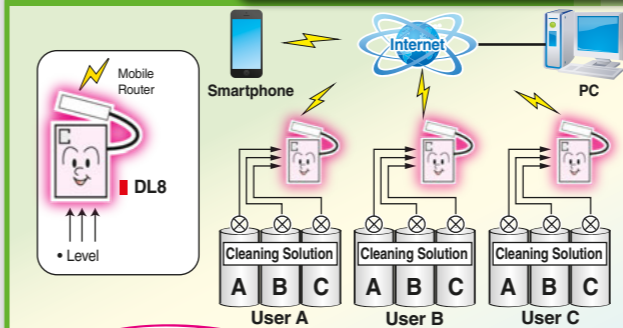 Mobile
Router
C
DL8
• Level
Smartphone
Internet
PC
C
C
C
Cleaning Solution
A B C
User A
Cleaning Solution
A B C
User B
Cleaning Solution
A B C
User C